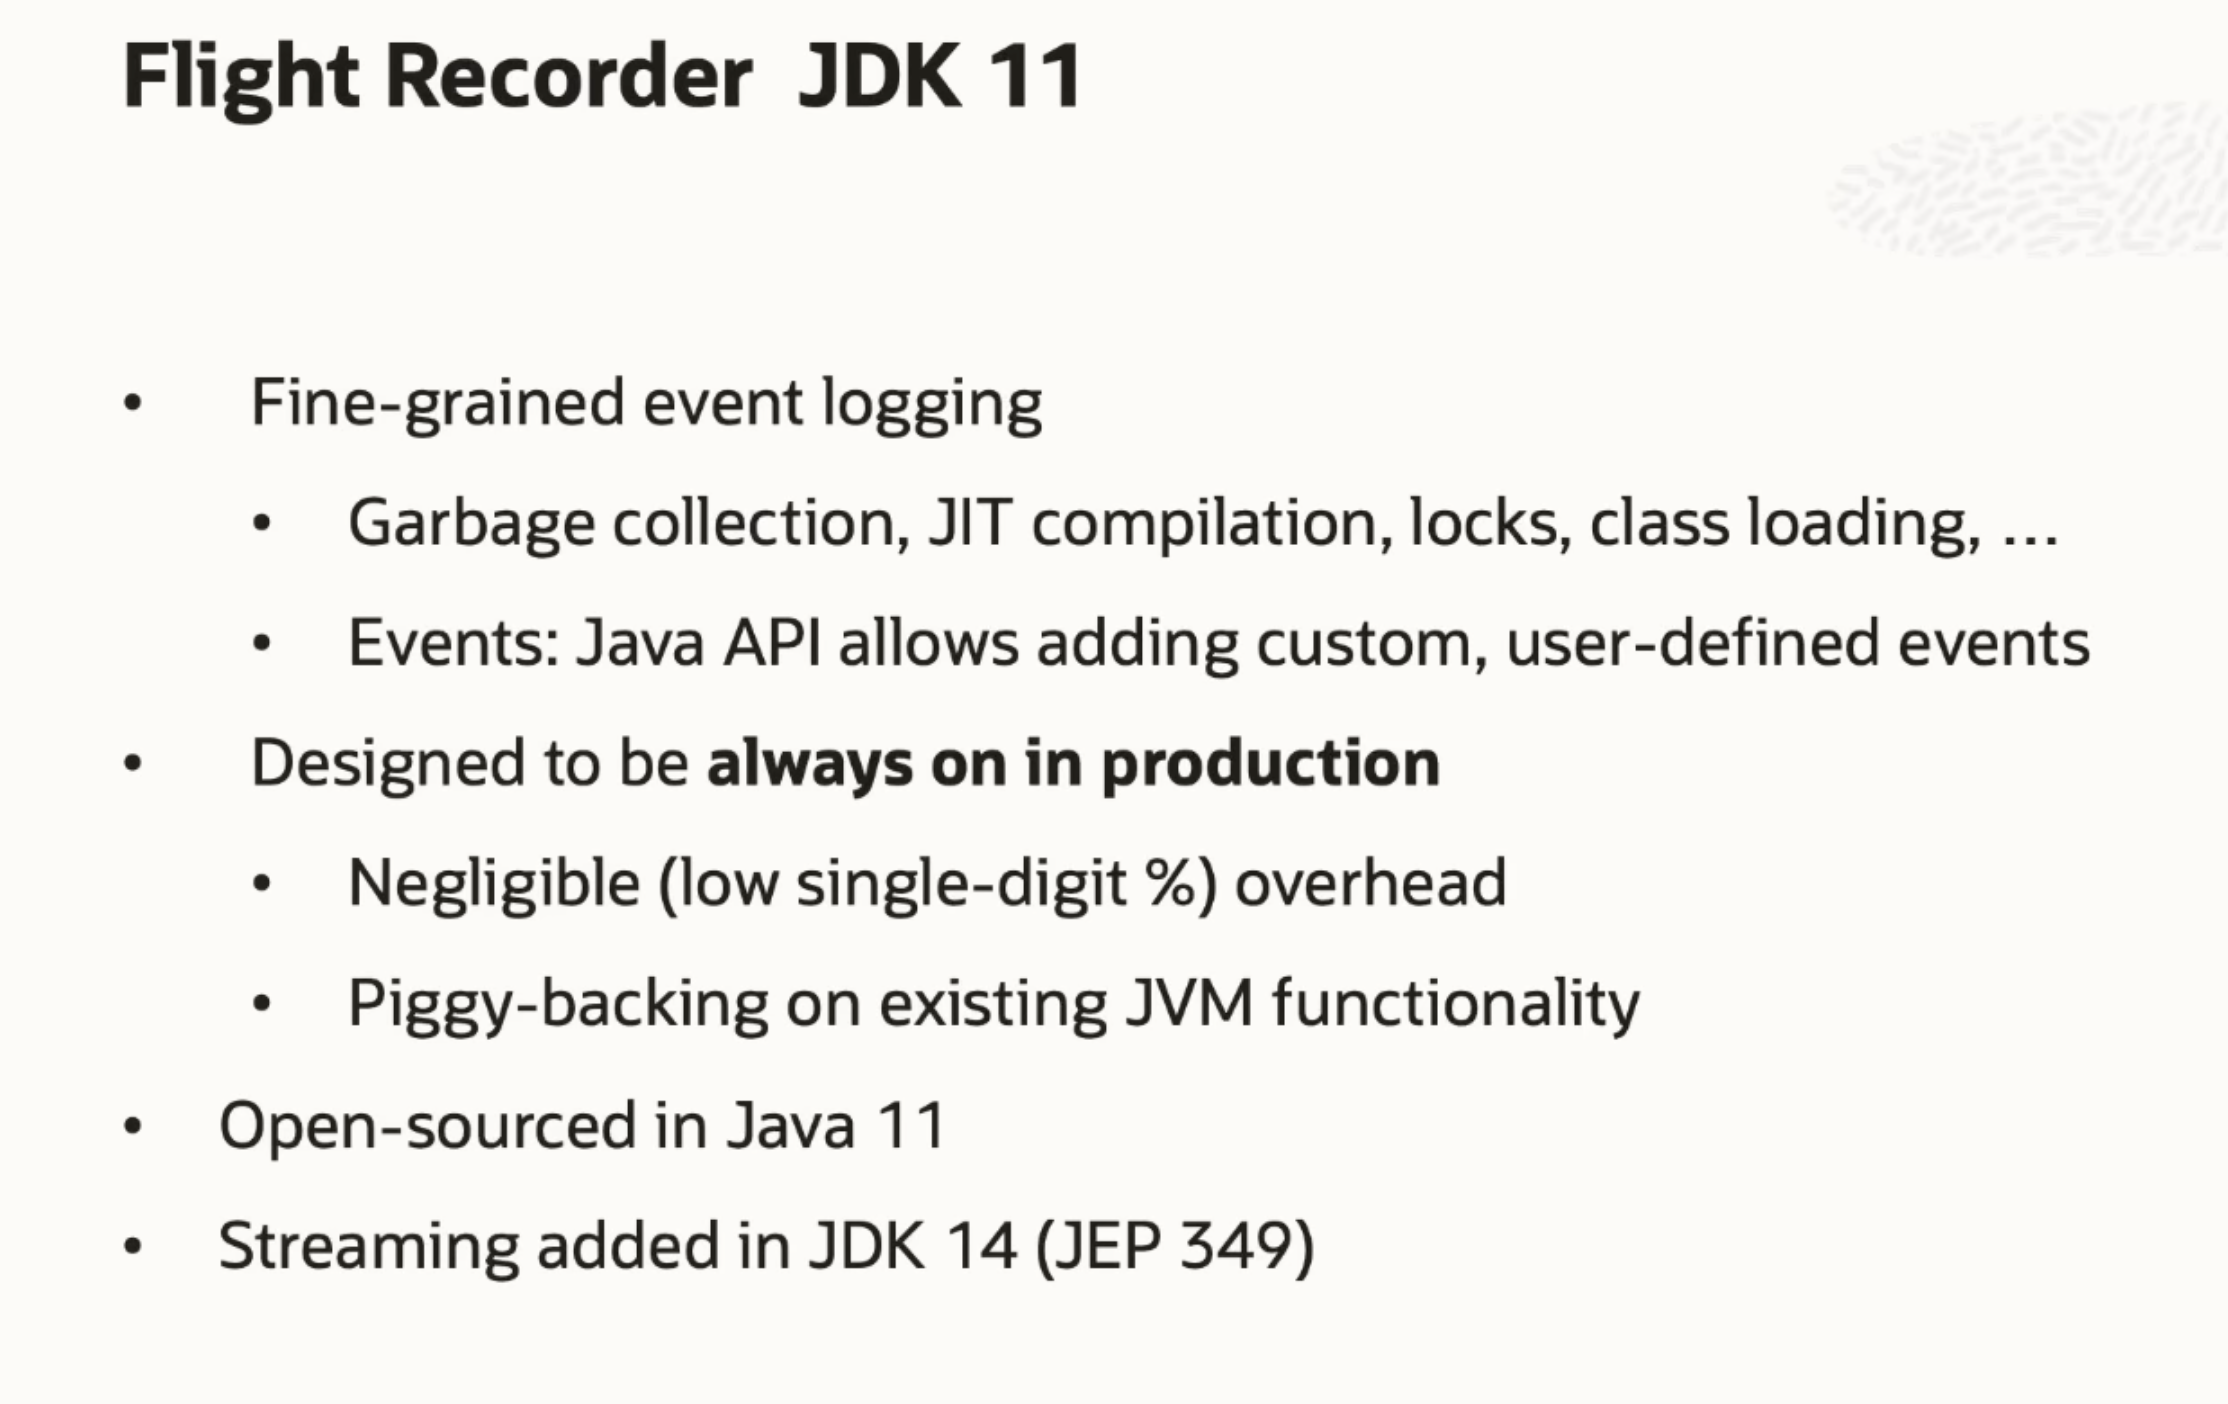 Flight Recorder JDK 11
• Fine-grained event logging
• Garbage collection, JIT compilation, locks, class loading, ...
• Events: Java API allows adding custom, user-defined events
• Designed to be always on in production
• Negligible (low single-digit %) overhead
• Piggy-backing on existing JVM functionality
• Open-sourced in Java 11
• Streaming added in JDK 14 (JEP 349)